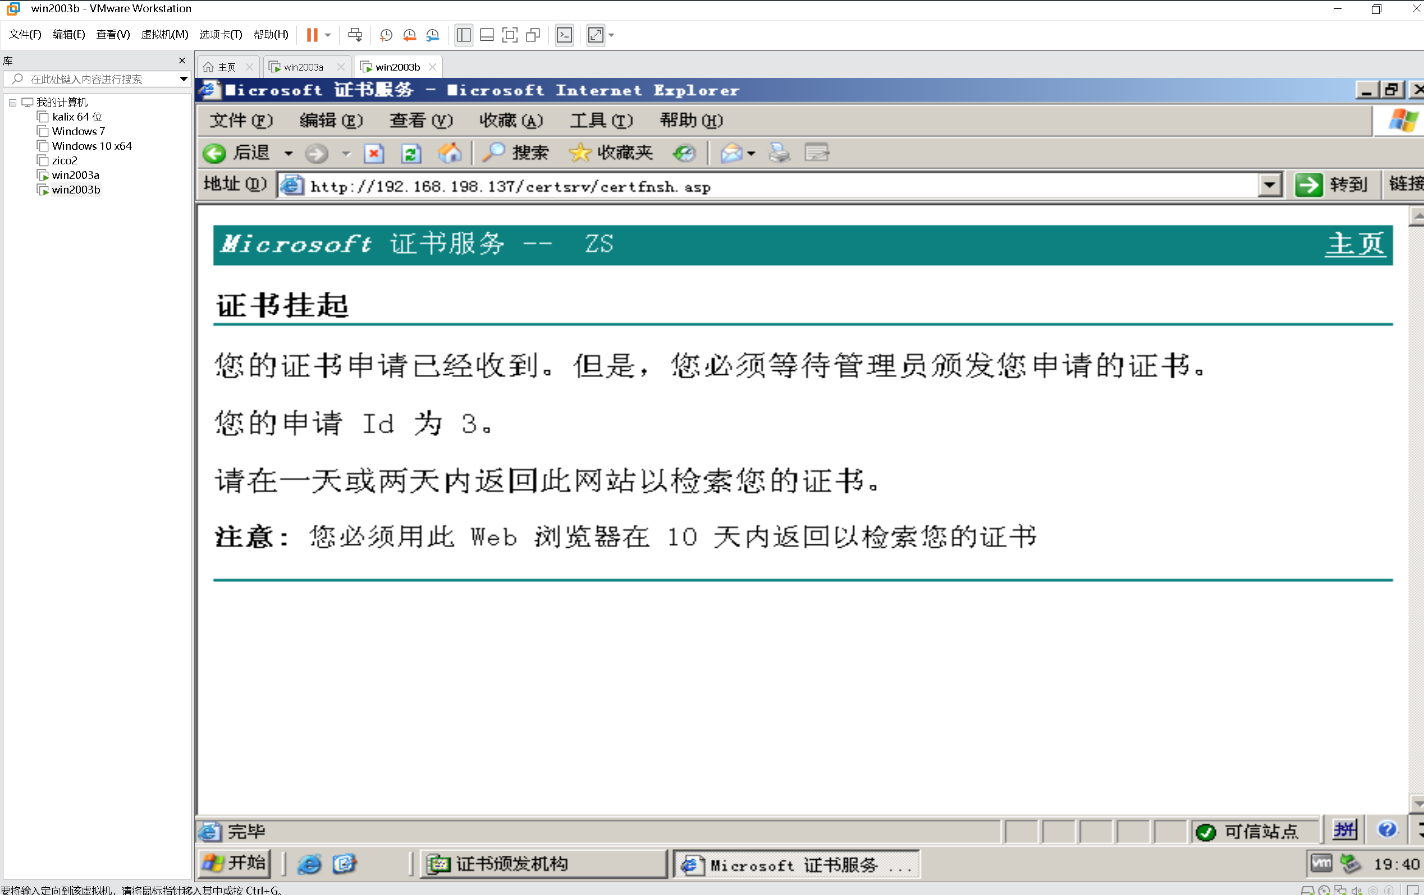 win2003b - VMware Workstation
文件(F) 编辑(E) 查看(V) 虚拟机(M) 选项卡(T) 帮助(H)
库
在此处键入内容进行搜索
我的计算机
kalix 64 位
Windows 7
Windows 10 x64
zico2
win2003a
win2003b
主页 win2003a win2003b
Microsoft 证书服务 - Microsoft Internet Explorer
文件(F) 编辑(E) 查看(V) 收藏(A) 工具(T) 帮助(H)
后退 搜索 收藏夹
地址(D) http://192.168.198.137/certsrv/certfnsh.asp 转到 链接
Microsoft 证书服务 -- ZS 主页
证书挂起
您的证书申请已经收到。但是，您必须等待管理员颁发您申请的证书。
您的申请 Id 为 3。
请在一天或两天内返回此网站以检索您的证书。
注意: 您必须用此 Web 浏览器在 10 天内返回以检索您的证书
完毕 可信站点 拼
开始 证书颁发机构 Microsoft 证书服务 ... vm 19:40
要将输入定向到该虚拟机，请将鼠标指针移入其中或按 Ctrl+G。